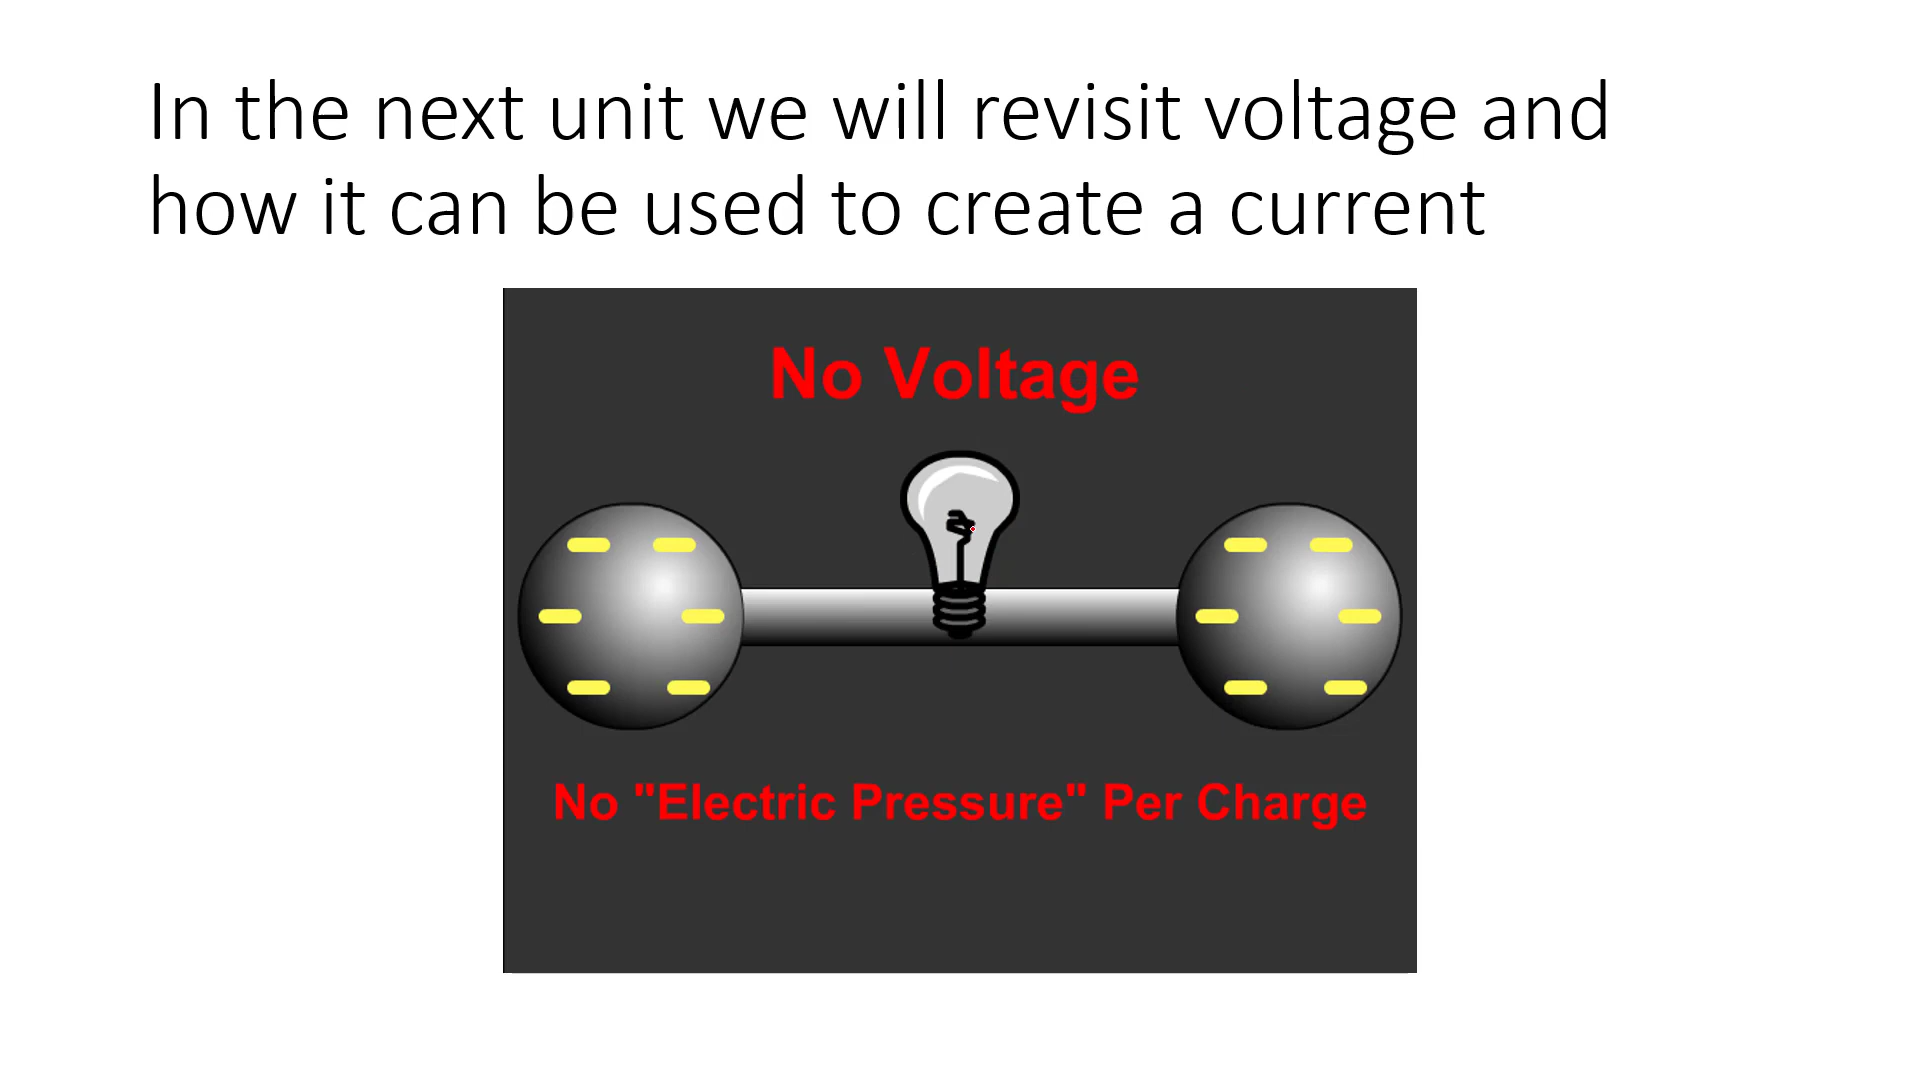 In the next unit we will revisit voltage and
how it can be used to create a current
No Voltage
No "Electric Pressure" Per Charge